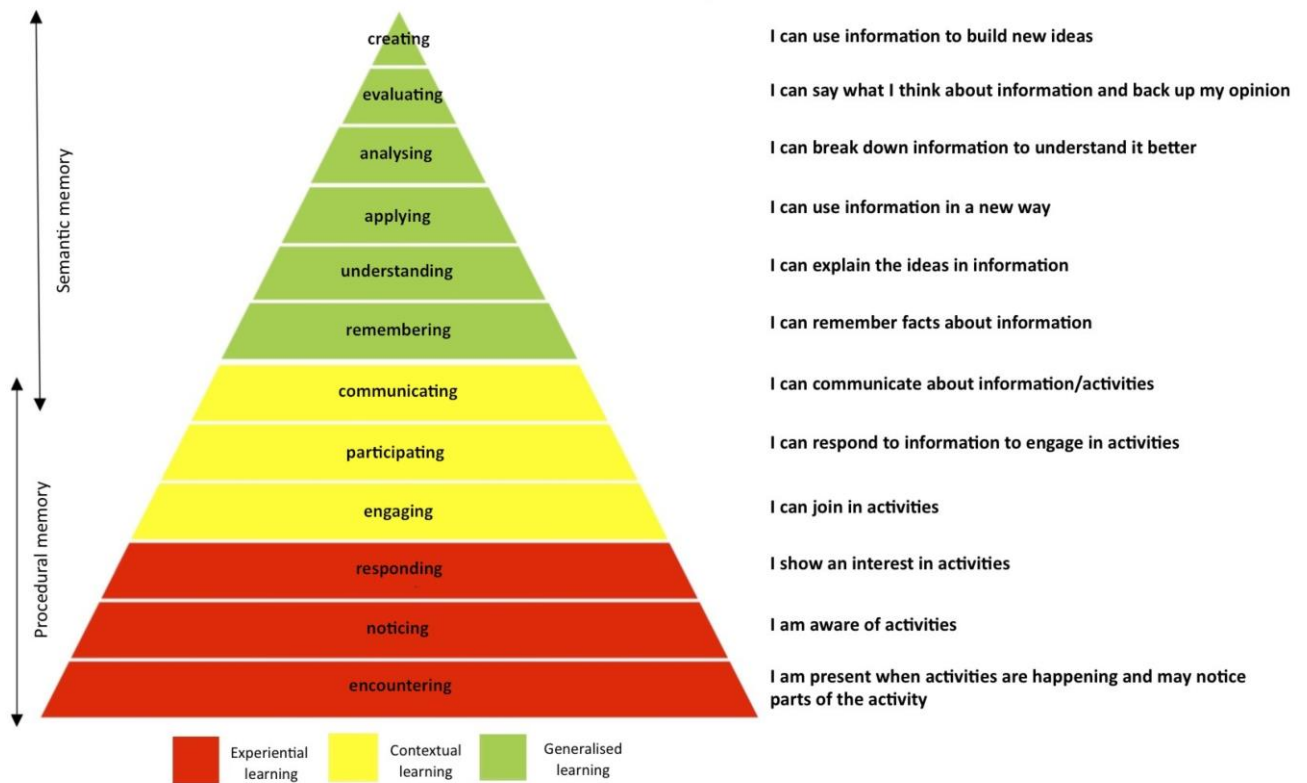 creating
I can use information to build new ideas
evaluating
I can say what I think about information and back up my opinion
analysing
I can break down information to understand it better
applying
I can use information in a new way
understanding
I can explain the ideas in information
remembering
I can remember facts about information
communicating
I can communicate about information/activities
participating
I can respond to information to engage in activities
engaging
I can join in activities
responding
I show an interest in activities
noticing
I am aware of activities
encountering
I am present when activities are happening and may notice
parts of the activity
Semantic memory
Procedural memory
Experiential
learning
Contextual
learning
Generalised
learning